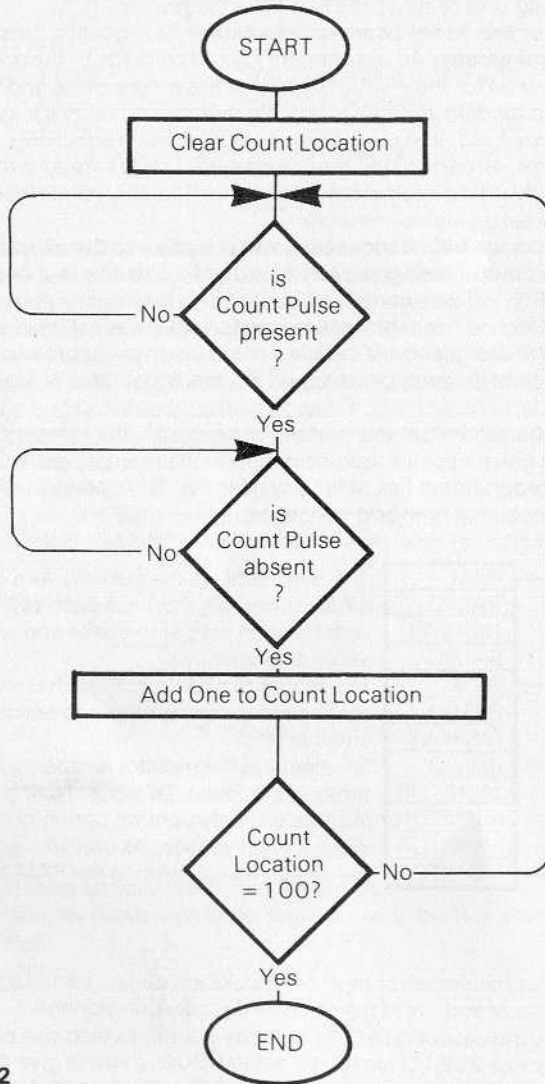 START
Clear Count Location
is
Count Pulse
present
?
No
Yes
is
Count Pulse
absent
?
No
Yes
Add One to Count Location
Count
Location
= 100?
No
Yes
END
2